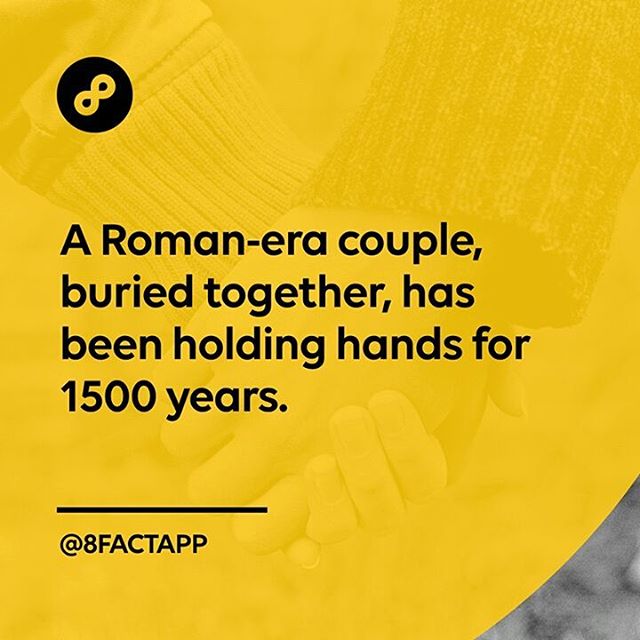 A Roman-era couple,
buried together, has
been holding hands for
1500 years.
@8FACTAPP